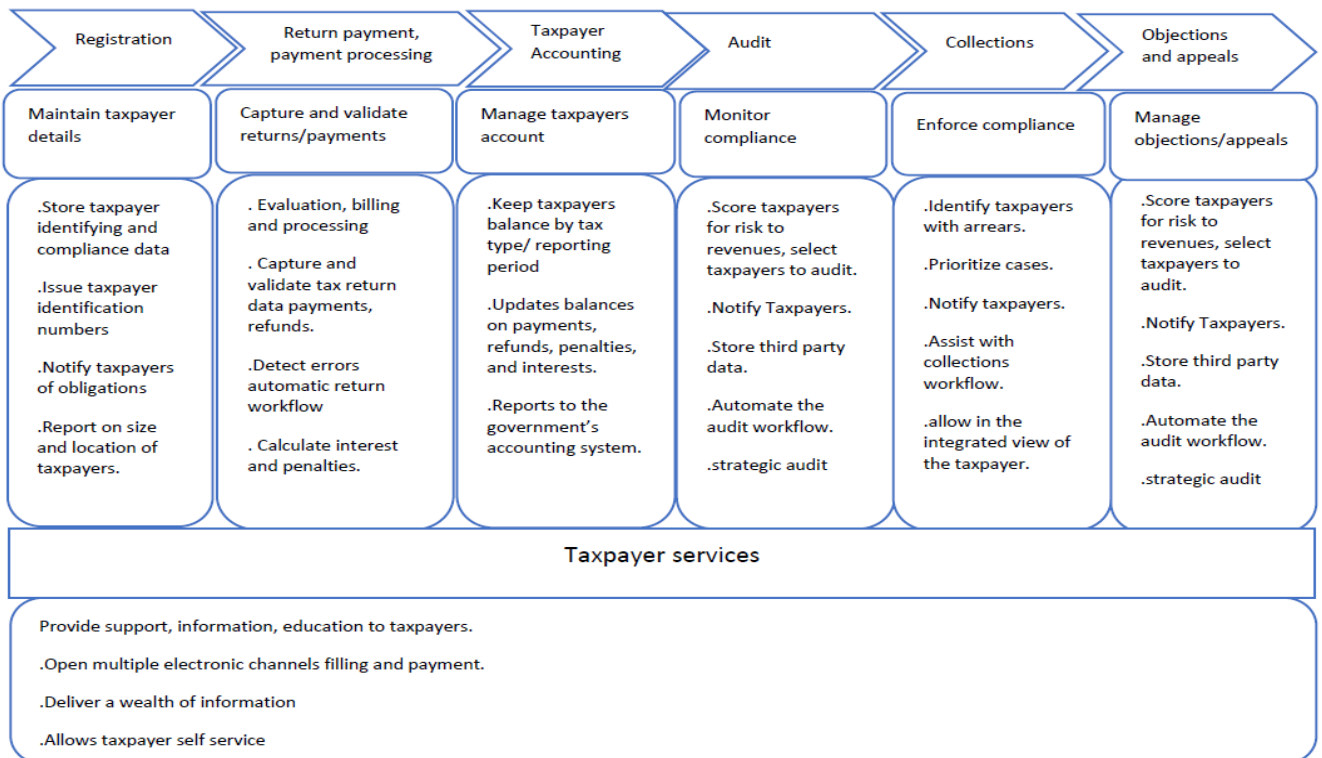 Registration
Return payment,
payment processing
Taxpayer
Accounting
Audit
Collections
Objections
and appeals
Maintain taxpayer
details
Capture and validate
returns/payments
Manage taxpayers
account
Monitor
compliance
Enforce compliance
Manage
objections/appeals
.Store taxpayer
identifying and
compliance data
.Issue taxpayer
identification
numbers
.Notify taxpayers
of obligations
.Report on size
and location of
taxpayers.
. Evaluation, billing
and processing
. Capture and
validate tax return
data payments,
refunds.
.Detect errors
automatic return
workflow
. Calculate interest
and penalties.
.Keep taxpayers
balance by tax
type/ reporting
period
.Updates balances
on payments,
refunds, penalties,
and interests.
.Reports to the
government’s
accounting system.
.Score taxpayers
for risk to
revenues, select
taxpayers to audit.
.Notify Taxpayers.
.Store third party
data.
.Automate the
audit workflow.
.strategic audit
.Identify taxpayers
with arrears.
.Prioritize cases.
.Notify taxpayers.
.Assist with
collections
workflow.
.allow in the
integrated view of
the taxpayer.
.Score taxpayers
for risk to
revenues, select
taxpayers to
audit.
.Notify Taxpayers.
.Store third party
data.
.Automate the
audit workflow.
.strategic audit
Taxpayer services
Provide support, information, education to taxpayers.
.Open multiple electronic channels filling and payment.
.Deliver a wealth of information
.Allows taxpayer self service